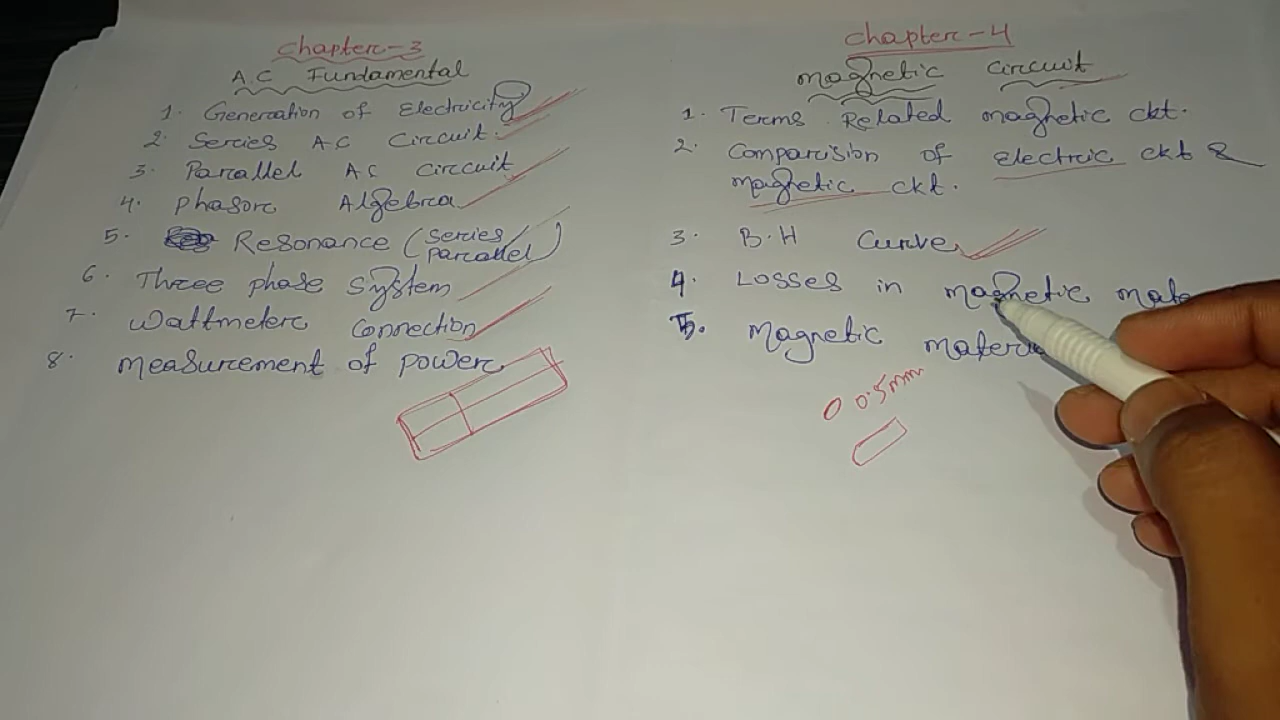 Chapter-3
A.C Fundamental
1. Generation of Electricity
2. Series A-C Circuit.
3. Parallel AC circuit
4. Phasor Algebra
5. Resonance (series/
parallel)
6. Three phase System
7. Wattmeter Connection
8. measurement of power
Chapter-4
magnetic circuit
1. Terms Related magnetic ckt.
2. Comparision of electric ckt &
magnetic ckt.
3. B.H Curve
4. Losses in magnetic mate
5. Magnetic materia
0.5mm